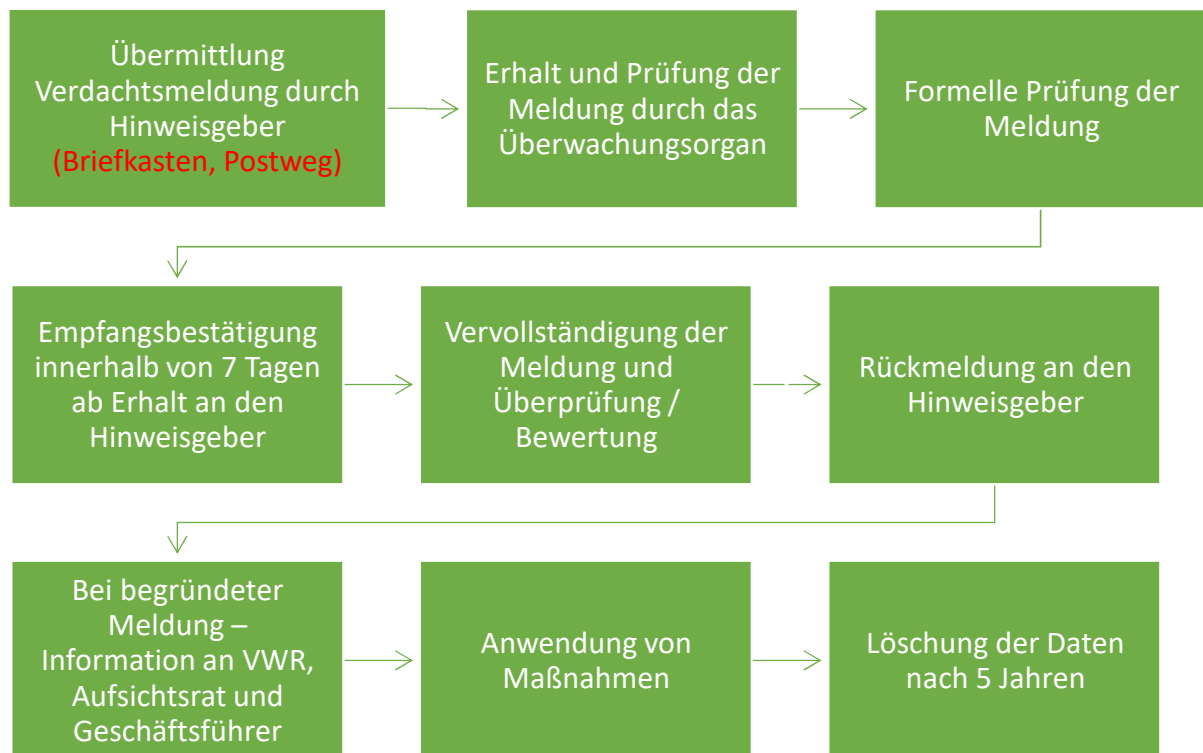 Übermittlung
Verdachtsmeldung durch
Hinweisgeber
(Briefkasten, Postweg)
Erhalt und Prüfung der
Meldung durch das
Überwachungsorgan
Formelle Prüfung der
Meldung
Empfangsbestätigung
innerhalb von 7 Tagen
ab Erhalt an den
Hinweisgeber
Vervollständigung der
Meldung und
Überprüfung /
Bewertung
Rückmeldung an den
Hinweisgeber
Bei begründeter
Meldung –
Information an VWR,
Aufsichtsrat und
Geschäftsführer
Anwendung von
Maßnahmen
Löschung der Daten
nach 5 Jahren